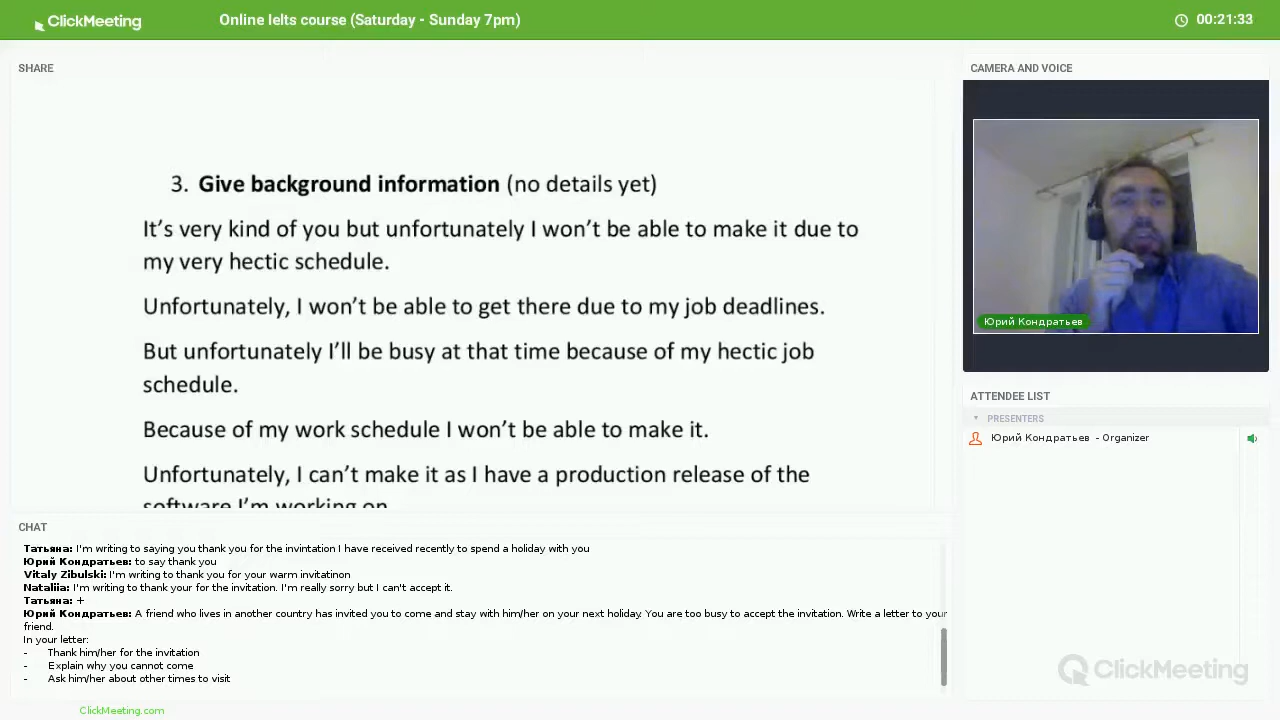 ClickMeeting
Online Ielts course (Saturday - Sunday 7pm)
00:21:33
SHARE
3. Give background information (no details yet)
It's very kind of you but unfortunately I won't be able to make it due to
my very hectic schedule.
Unfortunately, I won't be able to get there due to my job deadlines.
But unfortunately I'll be busy at that time because of my hectic job
schedule.
Because of my work schedule I won't be able to make it.
Unfortunately, I can't make it as I have a production release of the
software I'm working on
CAMERA AND VOICE
Юрий Кондратьев
ATTENDEE LIST
PRESENTERS
Юрий Кондратьев - Organizer
CHAT
Татьяна: I'm writing to saying you thank you for the invintation I have received recently to spend a holiday with you
Юрий Кондратьев: to say thank you
Vitaly Zibulski: I'm writing to thank you for your warm invitatinon
Nataliia: I'm writing to thank your for the invitation. I'm really sorry but I can't accept it.
Татьяна: +
Юрий Кондратьев: A friend who lives in another country has invited you to come and stay with him/her on your next holiday. You are too busy to accept the invitation. Write a letter to your
friend.
In your letter:
- Thank him/her for the invitation
- Explain why you cannot come
- Ask him/her about other times to visit
ClickMeeting
ClickMeeting.com